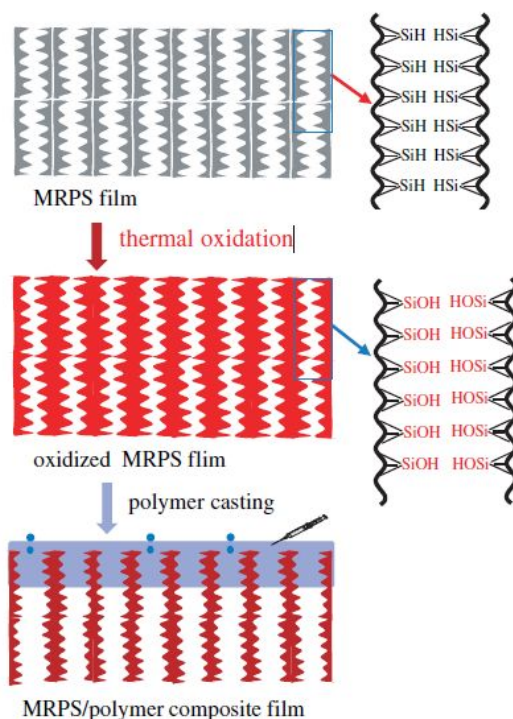 SiH HSi
SiH HSi
SiH HSi
SiH HSi
SiH HSi
SiH HSi
MRPS film
thermal oxidation
SiOH HOSi
SiOH HOSi
SiOH HOSi
SiOH HOSi
SiOH HOSi
SiOH HOSi
oxidized MRPS flim
polymer casting
MRPS/polymer composite film